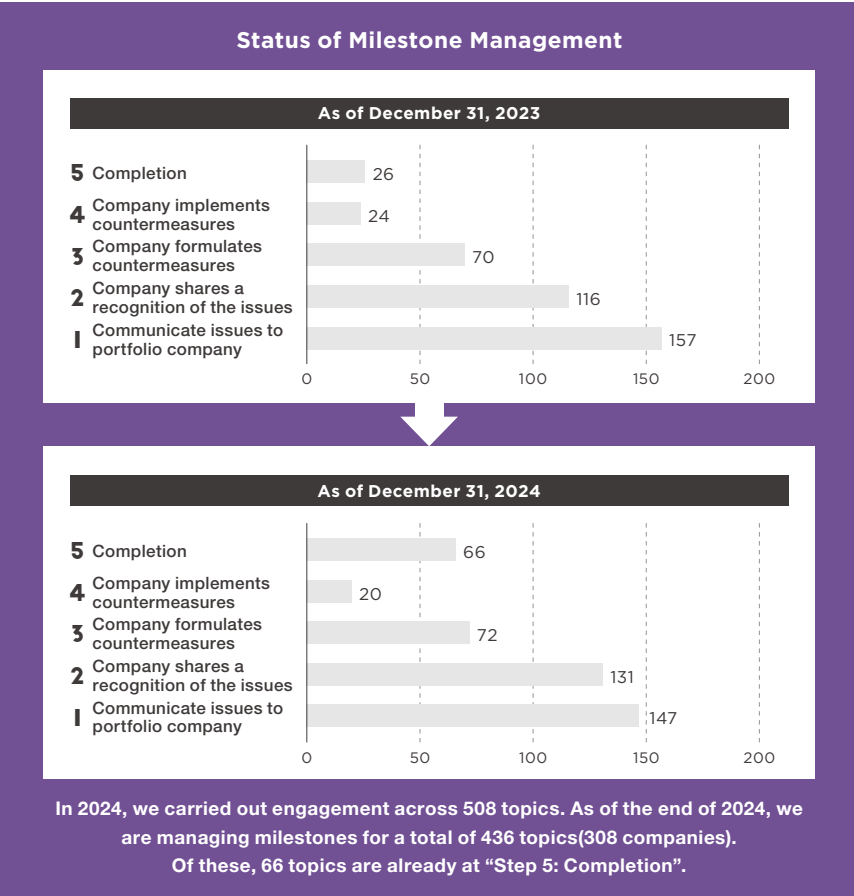 Status of Milestone Management
As of December 31, 2023
5 Completion 26
4 Company implements
countermeasures 24
3 Company formulates
countermeasures 70
2 Company shares a
recognition of the issues 116
1 Communicate issues to
portfolio company 157
0 50 100 150 200
As of December 31, 2024
5 Completion 66
4 Company implements
countermeasures 20
3 Company formulates
countermeasures 72
2 Company shares a
recognition of the issues 131
1 Communicate issues to
portfolio company 147
0 50 100 150 200
In 2024, we carried out engagement across 508 topics. As of the end of 2024, we
are managing milestones for a total of 436 topics(308 companies).
Of these, 66 topics are already at “Step 5: Completion”.